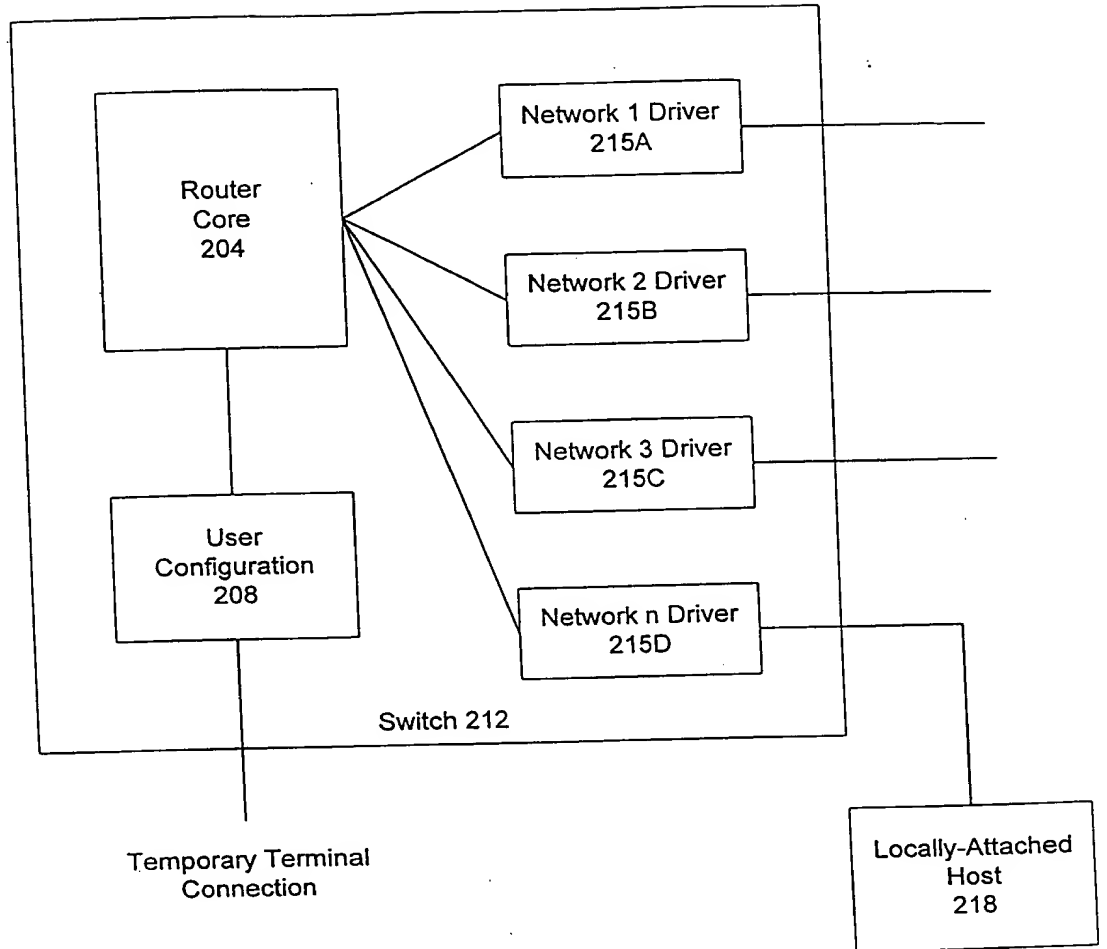 Router
Core
204
Network 1 Driver
215A
Network 2 Driver
215B
Network 3 Driver
215C
User
Configuration
208
Network n Driver
215D
Switch 212
Temporary Terminal
Connection
Locally-Attached
Host
218